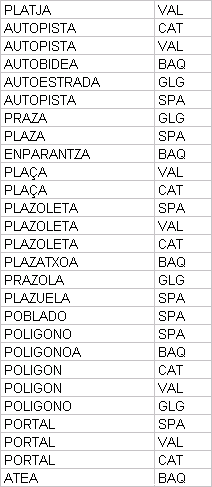 PLATJA VAL
AUTOPISTA CAT
AUTOPISTA VAL
AUTOBIDEA BAQ
AUTOESTRADA GLG
AUTOPISTA SPA
PRAZA GLG
PLAZA SPA
ENPARANTZA BAQ
PLAÇA VAL
PLAÇA CAT
PLAZOLETA SPA
PLAZOLETA VAL
PLAZOLETA CAT
PLAZATXOA BAQ
PRAZOLA GLG
PLAZUELA SPA
POBLADO SPA
POLIGONO SPA
POLIGONOA BAQ
POLIGON CAT
POLIGON VAL
POLIGONO GLG
PORTAL SPA
PORTAL VAL
PORTAL CAT
ATEA BAQ